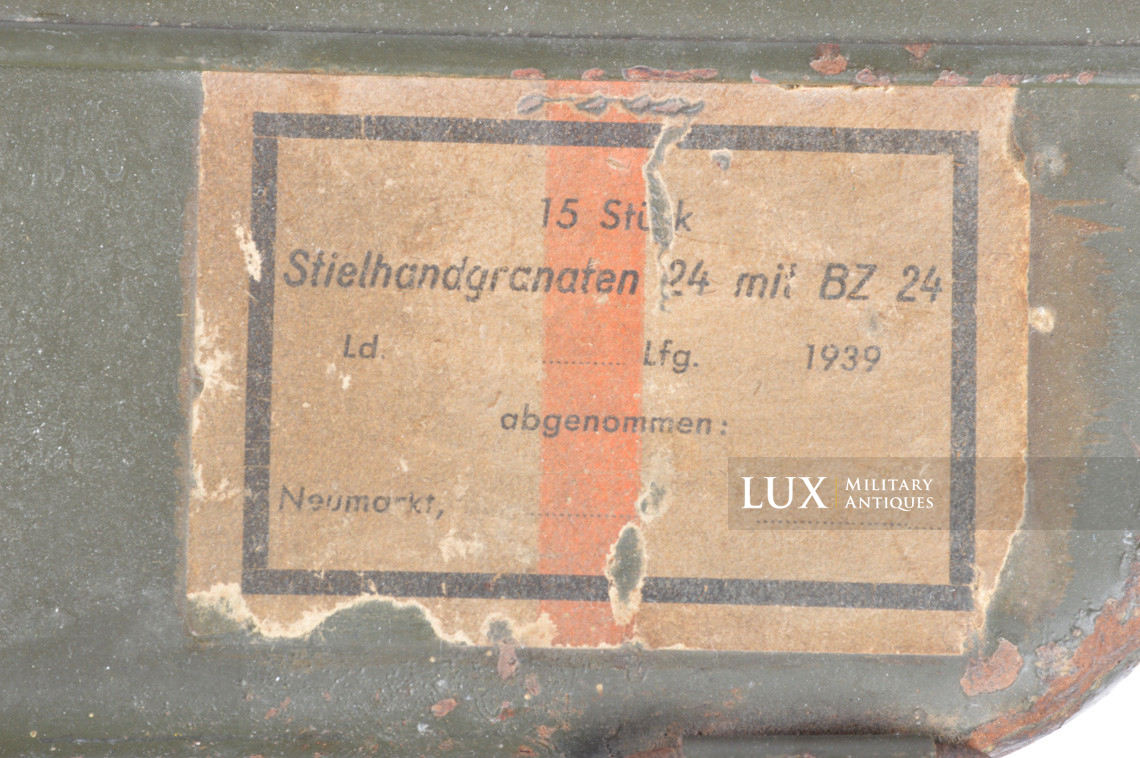 15 Stück
Stielhandgranaten 24 mit BZ 24
Ld. ............ Lfg. 1939
abgenommen:
Neumarkt,
LUX MILITARY ANTIQUES